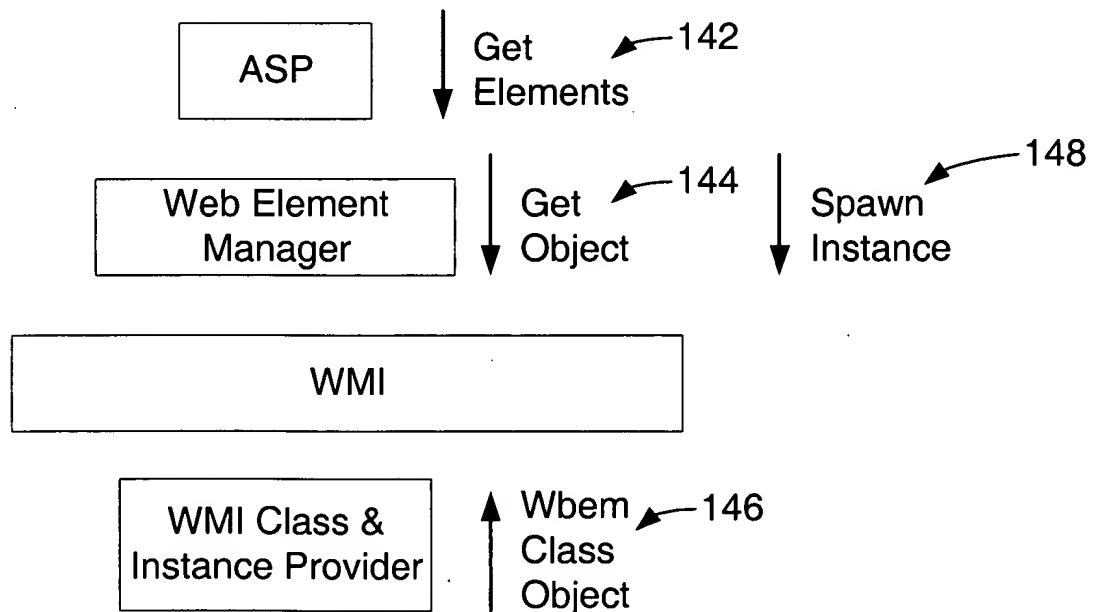 ASP
Get
Elements
142
Web Element
Manager
Get
Object
144
Spawn
Instance
148
WMI
WMI Class &
Instance Provider
Wbem
Class
Object
146